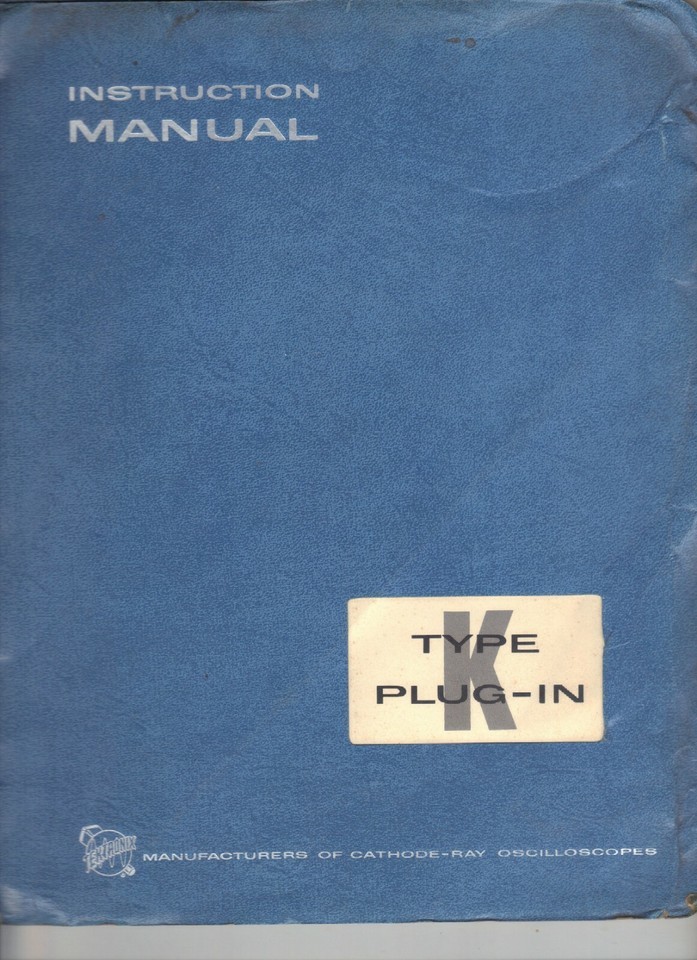 INSTRUCTION
MANUAL
K
TYPE
PLUG-IN
TEKTRONIX
MANUFACTURERS OF CATHODE-RAY OSCILLOSCOPES